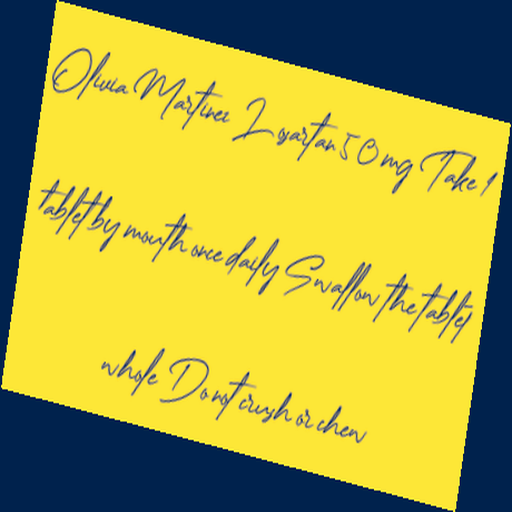 Olivia Martinez Losartan 50 mg Take 1
tablet by mouth once daily Swallow the tablet
whole Do not crush or chew